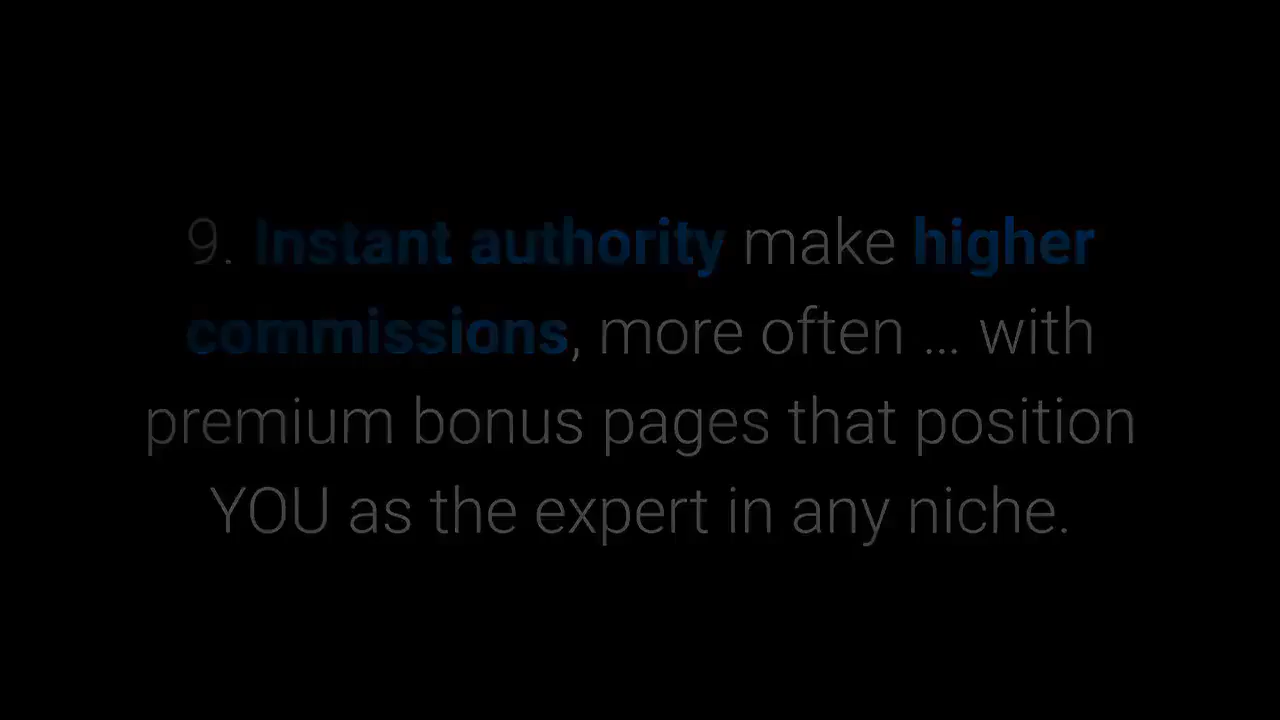 9. Instant authority make higher
commissions, more often ... with
premium bonus pages that position
YOU as the expert in any niche.